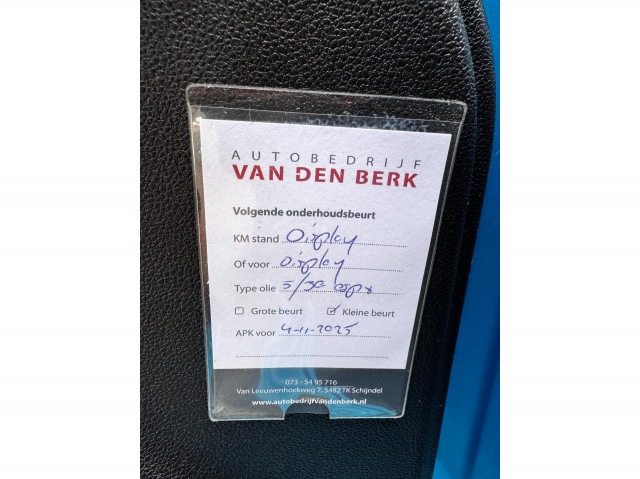 AUTOBEDRIJF
VAN DEN BERK
Volgende onderhoudsbeurt
KM stand Display
Of voor Display
Type olie 5/30
Grote beurt Kleine beurt
APK voor 4-11-2025
073 - 54 95 716
Van Leeuwenhoekweg 7, 5482 TK Schijndel
www.autobedrijfvandenberk.nl